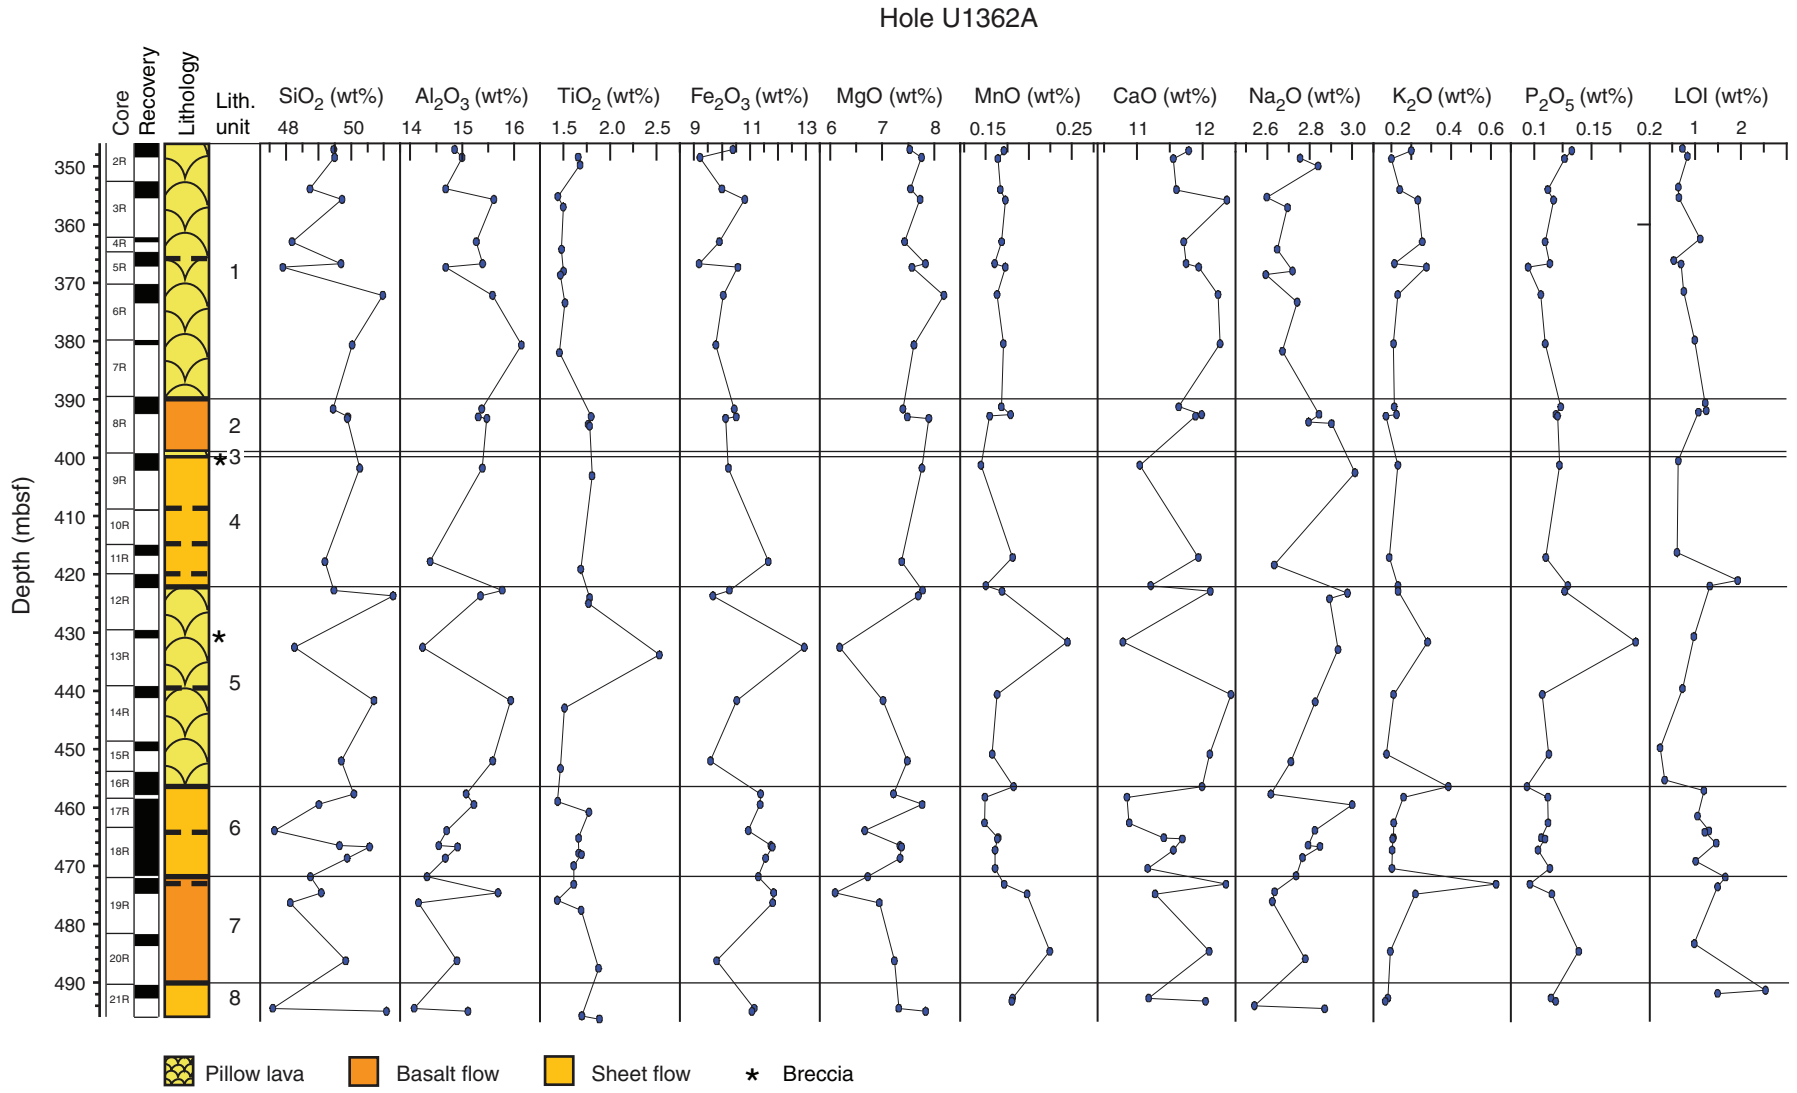 Hole U1362A
Core
Recovery
Lithology
Lith. unit
SiO2 (wt%)
Al2O3 (wt%)
TiO2 (wt%)
Fe2O3 (wt%)
MgO (wt%)
MnO (wt%)
CaO (wt%)
Na2O (wt%)
K2O (wt%)
P2O5 (wt%)
LOI (wt%)
48 50 14 15 16 1.5 2.0 2.5 9 11 13 6 7 8 0.15 0.25 11 12 2.6 2.8 3.0 0.2 0.4 0.6 0.1 0.15 0.2 1 2
Depth (mbsf)
350
360
370
380
390
400
410
420
430
440
450
460
470
480
490
2R
3R
4R
5R
6R
7R
8R
9R
10R
11R
12R
13R
14R
15R
16R
17R
18R
19R
20R
21R
1
2
*3
4
*
5
6
7
8
Pillow lava Basalt flow Sheet flow * Breccia